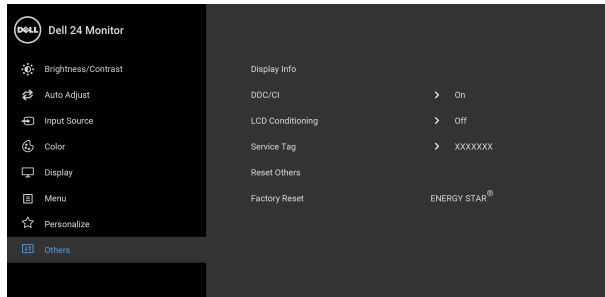 DELL Dell 24 Monitor
Brightness/Contrast
Auto Adjust
Input Source
Color
Display
Menu
Personalize
Others
Display Info
DDC/CI > On
LCD Conditioning > Off
Service Tag > XXXXXXX
Reset Others
Factory Reset ENERGY STAR®